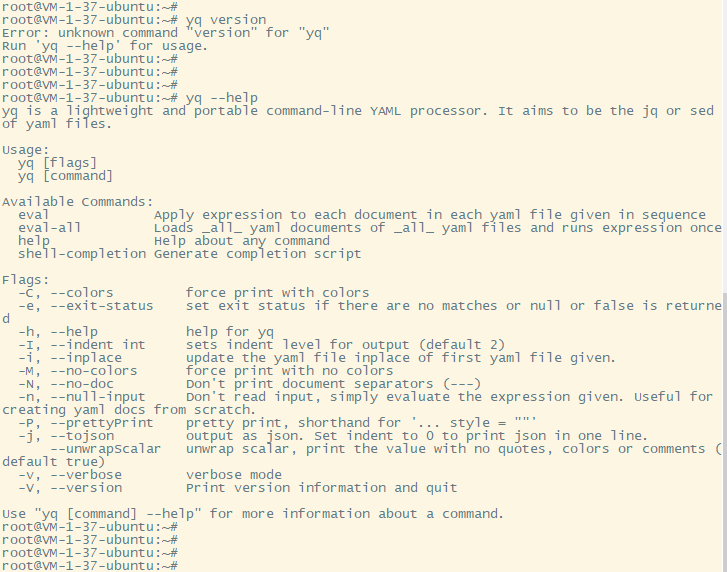 root@VM-1-37-ubuntu:~#
root@VM-1-37-ubuntu:~# yq version
Error: unknown command "version" for "yq"
Run 'yq --help' for usage.
root@VM-1-37-ubuntu:~#
root@VM-1-37-ubuntu:~#
root@VM-1-37-ubuntu:~#
root@VM-1-37-ubuntu:~# yq --help
yq is a lightweight and portable command-line YAML processor. It aims to be the jq or sed
of yaml files.

Usage:
  yq [flags]
  yq [command]

Available Commands:
  eval             Apply expression to each document in each yaml file given in sequence
  eval-all         Loads _all_ yaml documents of _all_ yaml files and runs expression once
  help             Help about any command
  shell-completion Generate completion script

Flags:
  -C, --colors         force print with colors
  -e, --exit-status    set exit status if there are no matches or null or false is returne
d
  -h, --help           help for yq
  -I, --indent int     sets indent level for output (default 2)
  -i, --inplace        update the yaml file inplace of first yaml file given.
  -M, --no-colors      force print with no colors
  -N, --no-doc         Don't print document separators (---)
  -n, --null-input     Don't read input, simply evaluate the expression given. Useful for
creating yaml docs from scratch.
  -P, --prettyPrint    pretty print, shorthand for '... style = ""'
  -j, --tojson         output as json. Set indent to 0 to print json in one line.
      --unwrapScalar   unwrap scalar, print the value with no quotes, colors or comments (
default true)
  -v, --verbose        verbose mode
  -V, --version        Print version information and quit

Use "yq [command] --help" for more information about a command.
root@VM-1-37-ubuntu:~#
root@VM-1-37-ubuntu:~#
root@VM-1-37-ubuntu:~#
root@VM-1-37-ubuntu:~#